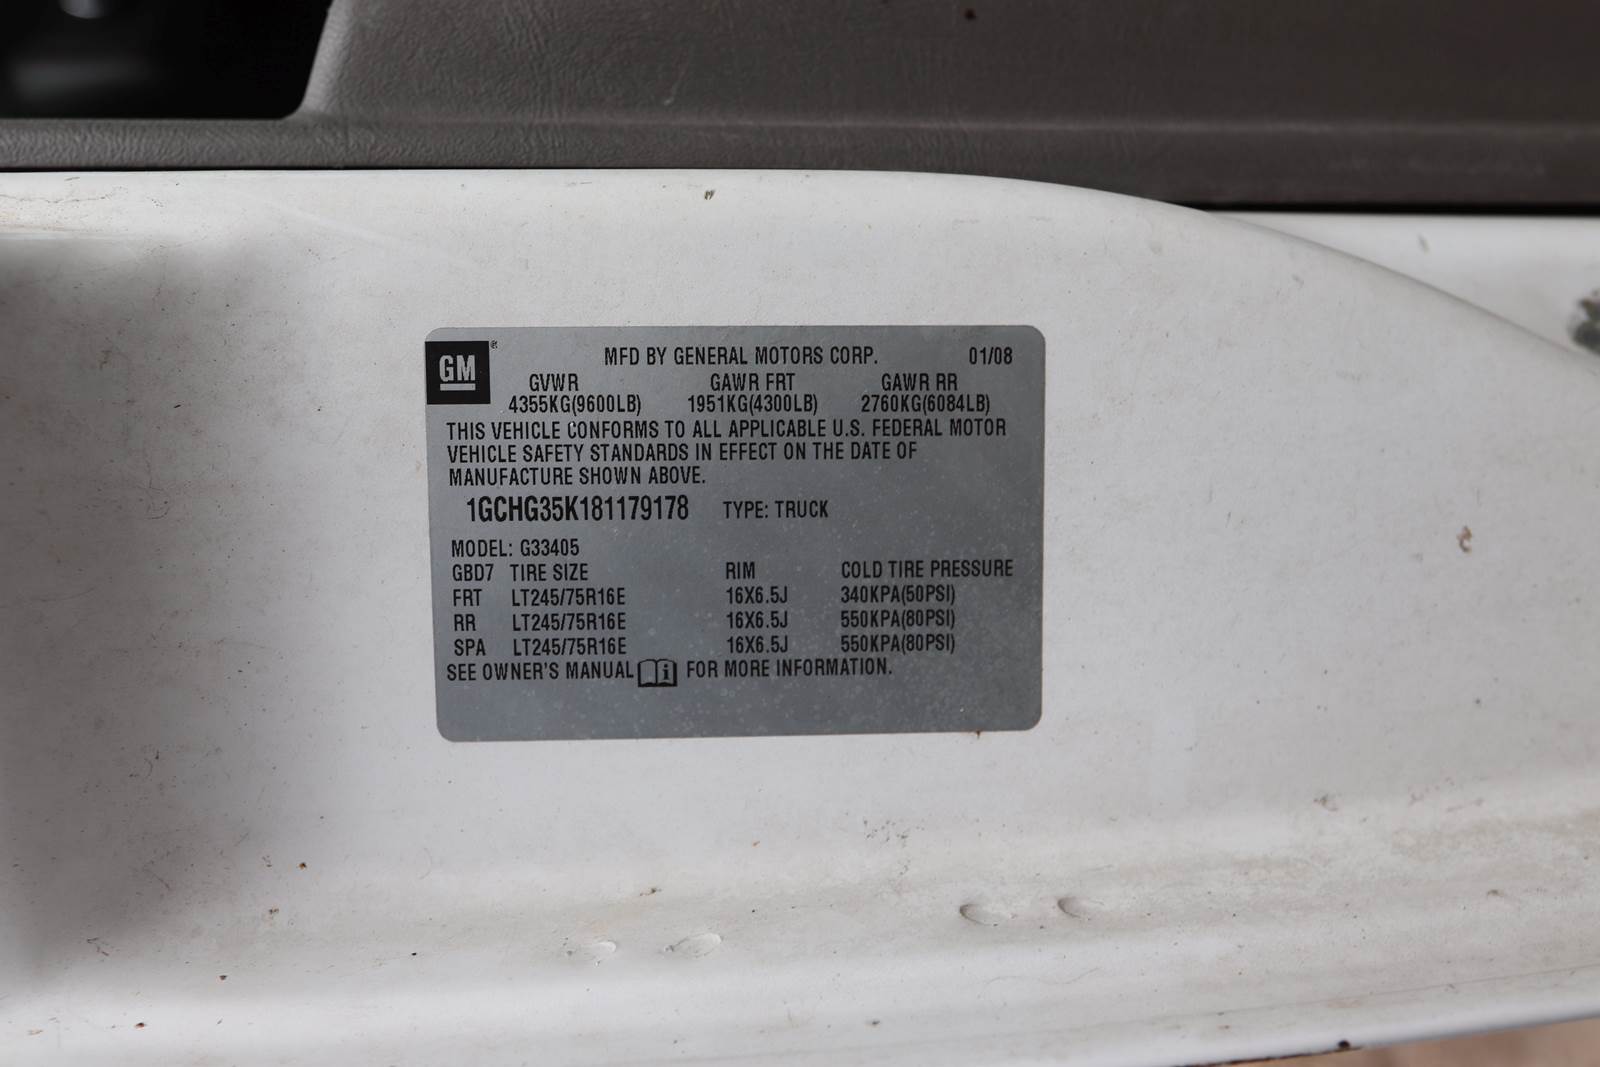 GM® MFD BY GENERAL MOTORS CORP. 01/08
GVWR GAWR FRT GAWR RR
4355KG(9600LB) 1951KG(4300LB) 2760KG(6084LB)
THIS VEHICLE CONFORMS TO ALL APPLICABLE U.S. FEDERAL MOTOR
VEHICLE SAFETY STANDARDS IN EFFECT ON THE DATE OF
MANUFACTURE SHOWN ABOVE.
1GCHG35K181179178 TYPE: TRUCK
MODEL: G33405
GBD7 TIRE SIZE RIM COLD TIRE PRESSURE
FRT LT245/75R16E 16X6.5J 340KPA(50PSI)
RR LT245/75R16E 16X6.5J 550KPA(80PSI)
SPA LT245/75R16E 16X6.5J 550KPA(80PSI)
SEE OWNER'S MANUAL i FOR MORE INFORMATION.